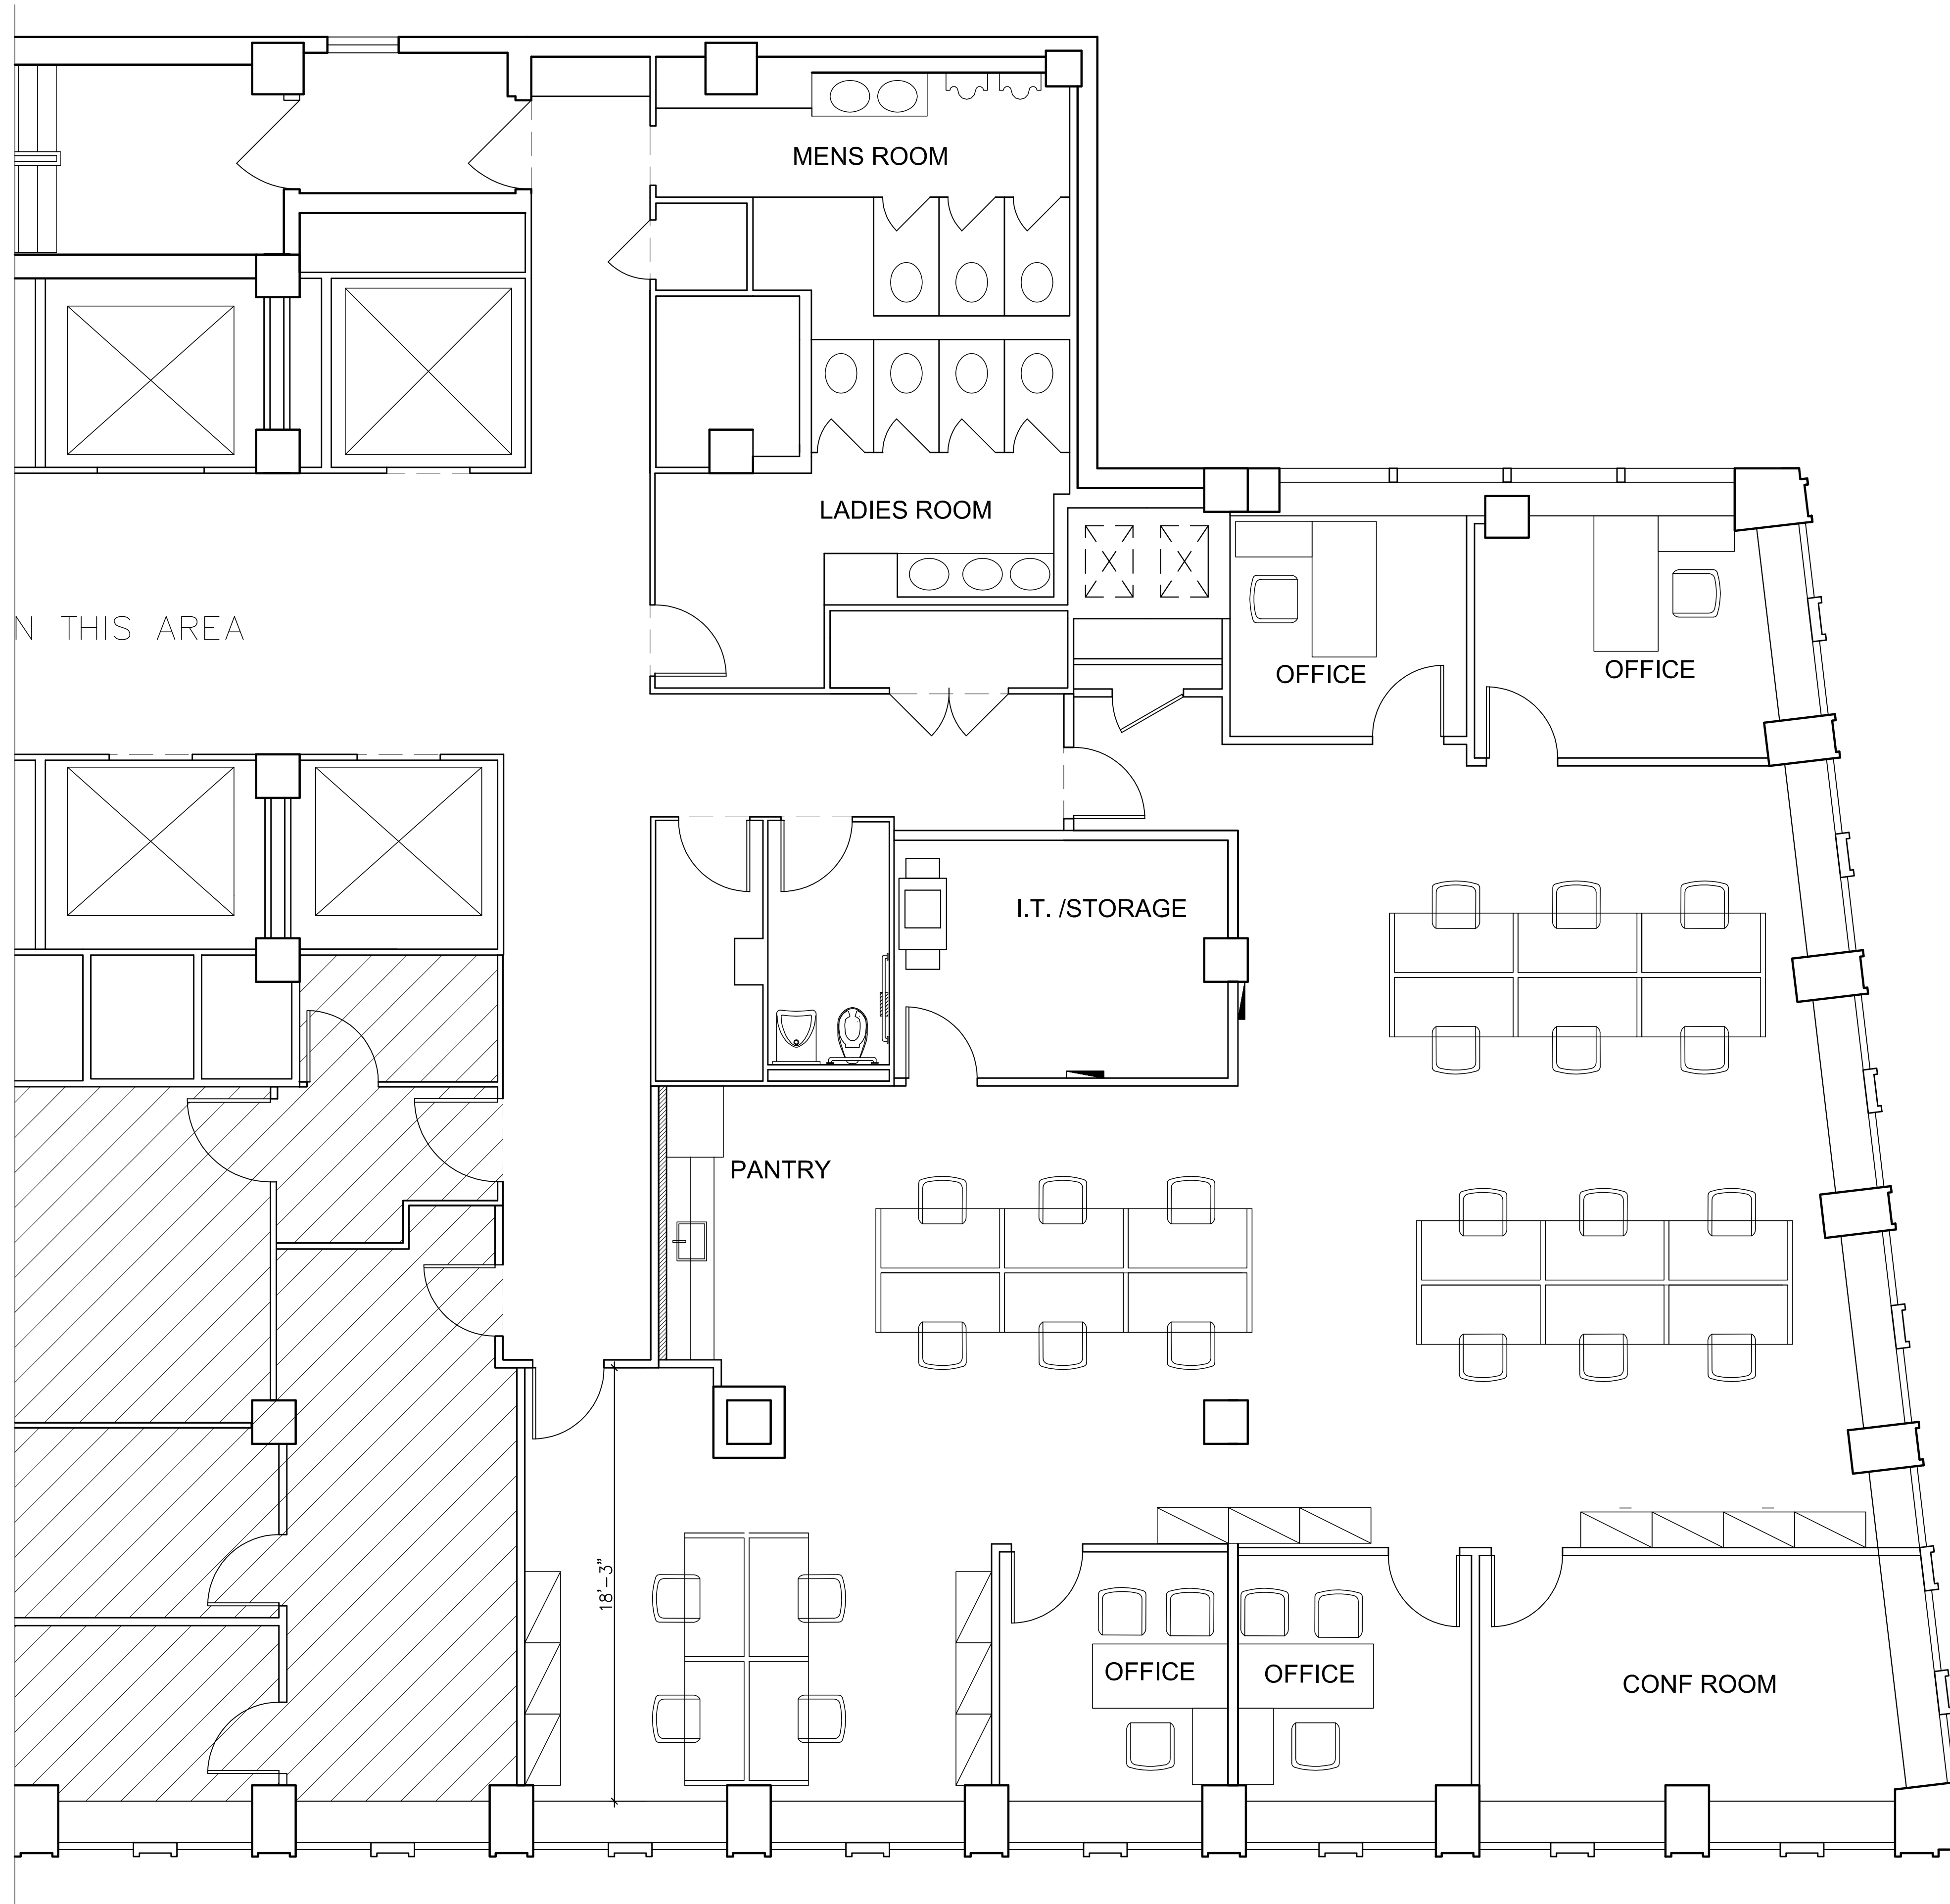 MENS ROOM
LADIES ROOM
N THIS AREA
OFFICE
OFFICE
I.T. /STORAGE
PANTRY
18'-3"
OFFICE
OFFICE
CONF ROOM